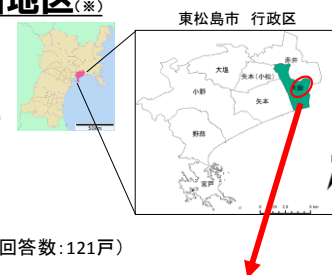 地区(※)
東松島市 行政区
赤井
大塩
矢本(小松)
小野
矢本
野蒜
宮戸
50km
回答数:121戸)